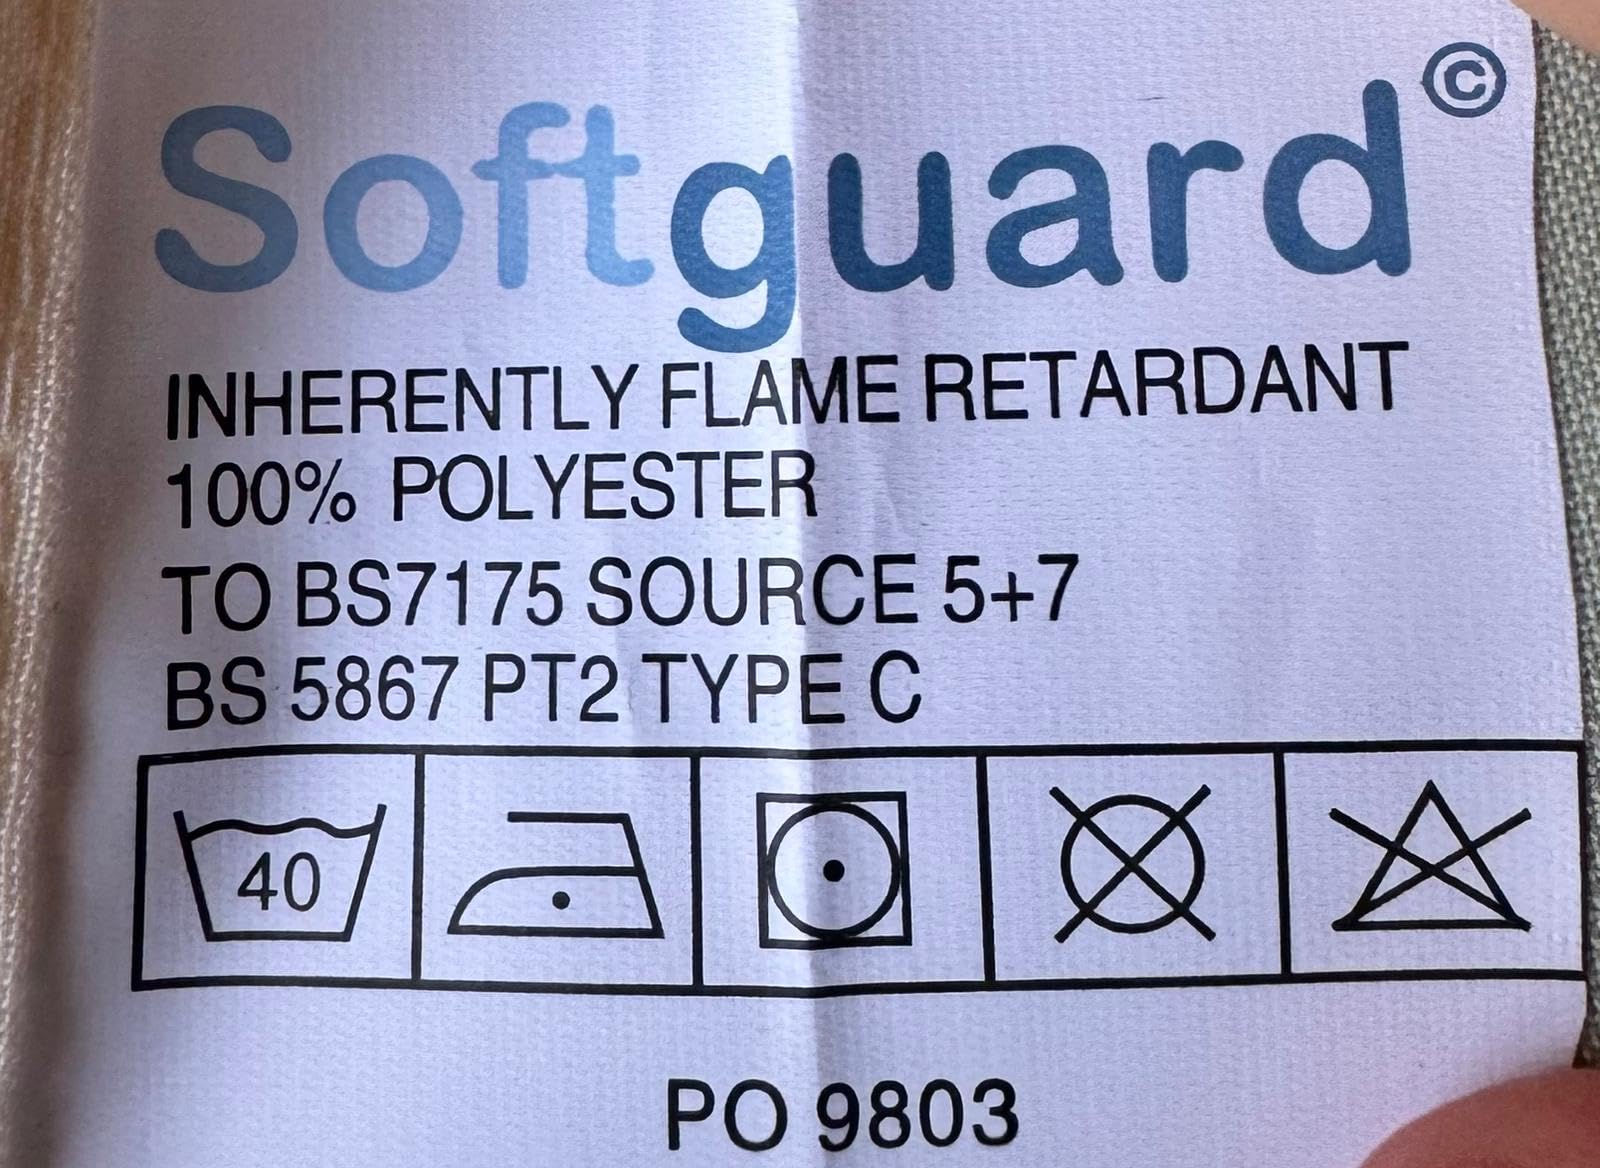 Softguard©
INHERENTLY FLAME RETARDANT
100% POLYESTER
TO BS7175 SOURCE 5+7
BS 5867 PT2 TYPE C
40
PO 9803